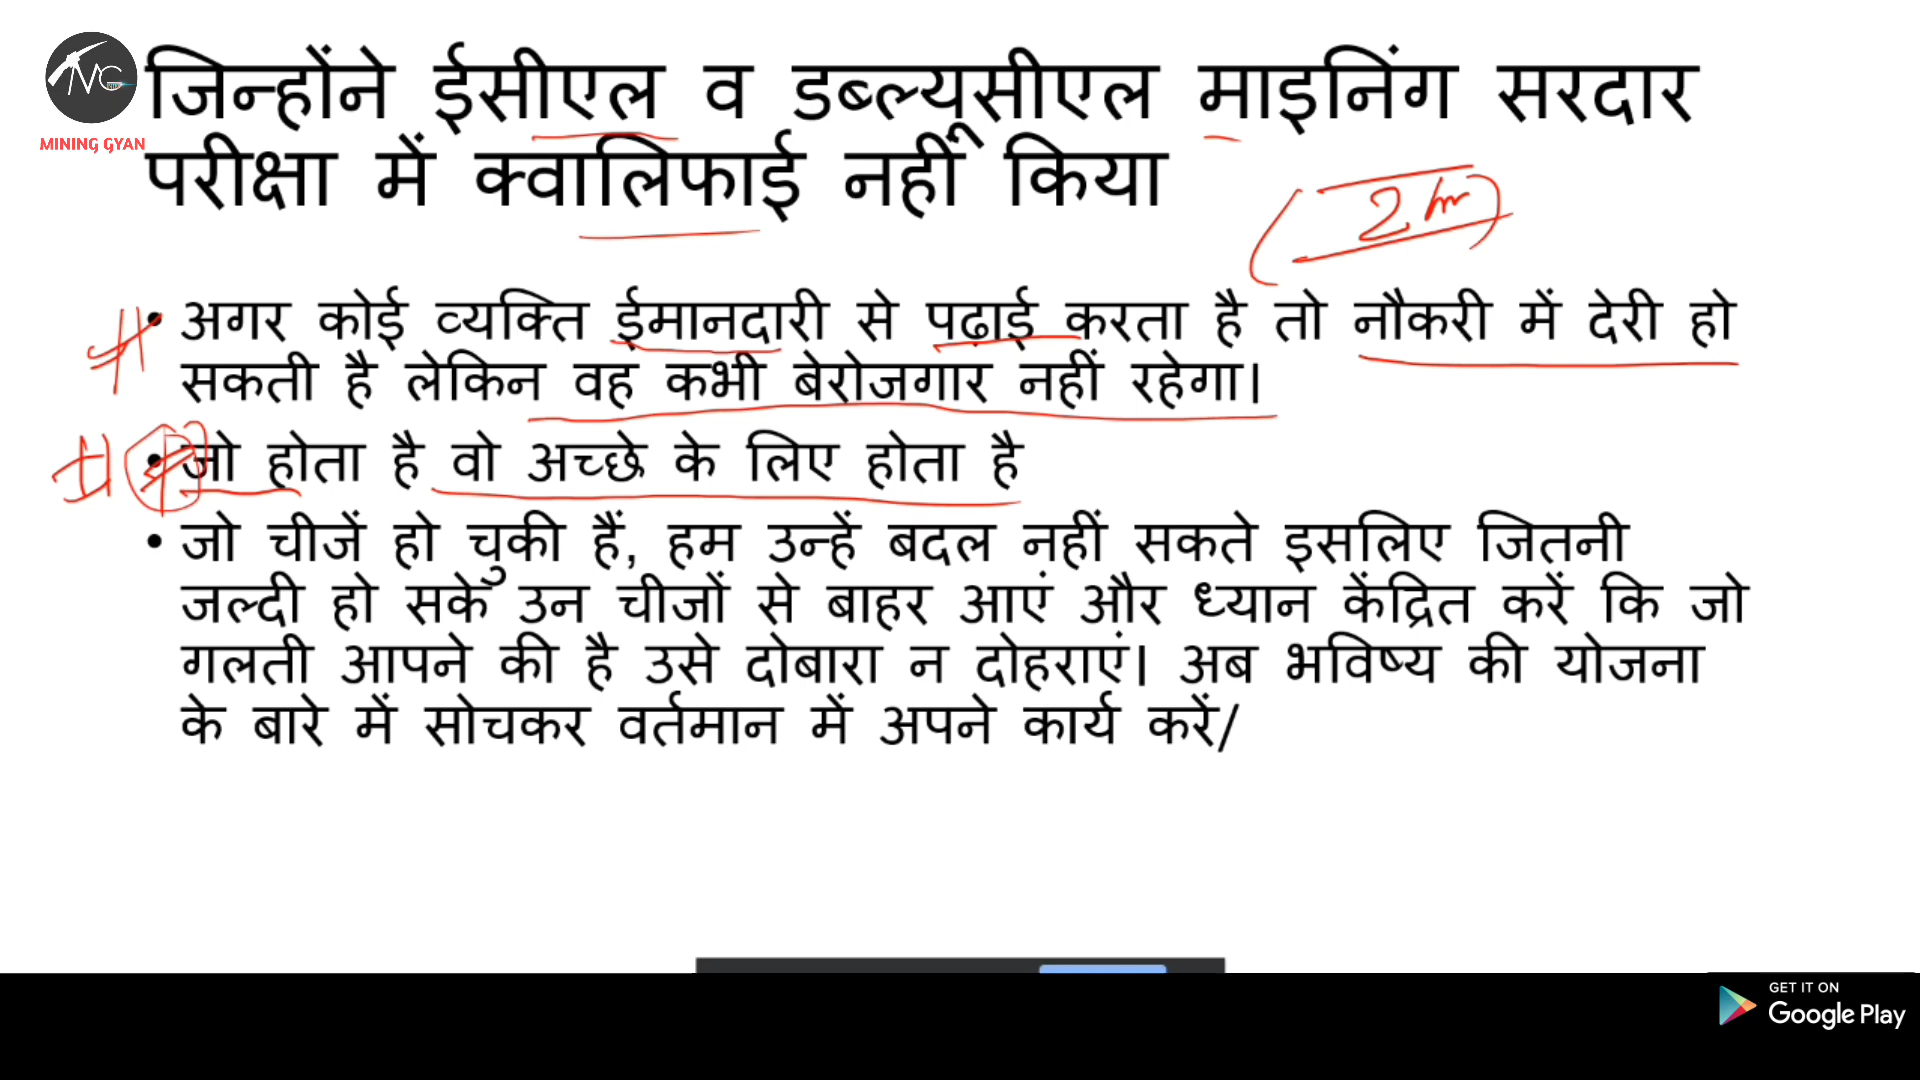 MG
MINING GYAN
जिन्होंने ईसीएल व डब्ल्यूसीएल माइनिंग सरदार
परीक्षा में क्वालिफाई नहीं किया
(2 hr)
• अगर कोई व्यक्ति ईमानदारी से पढ़ाई करता है तो नौकरी में देरी हो
सकती है लेकिन वह कभी बेरोजगार नहीं रहेगा।
• जो होता है वो अच्छे के लिए होता है
• जो चीजें हो चुकी हैं, हम उन्हें बदल नहीं सकते इसलिए जितनी
जल्दी हो सके उन चीजों से बाहर आएं और ध्यान केंद्रित करें कि जो
गलती आपने की है उसे दोबारा न दोहराएं। अब भविष्य की योजना
के बारे में सोचकर वर्तमान में अपने कार्य करें/
GET IT ON
Google Play